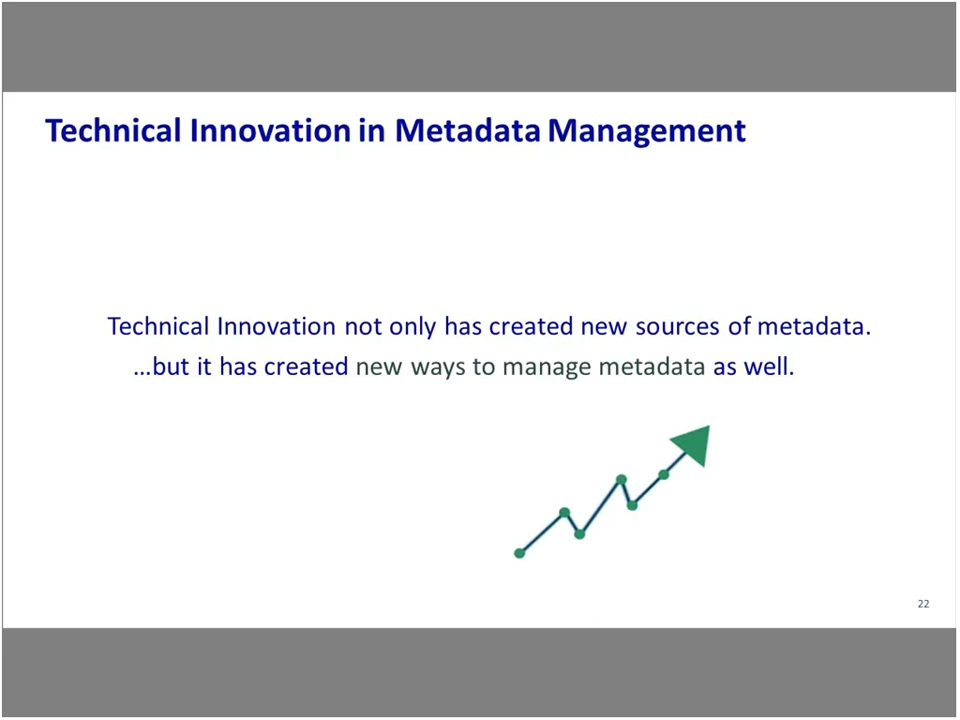 Technical Innovation in Metadata Management
Technical Innovation not only has created new sources of metadata.
...but it has created new ways to manage metadata as well.
22